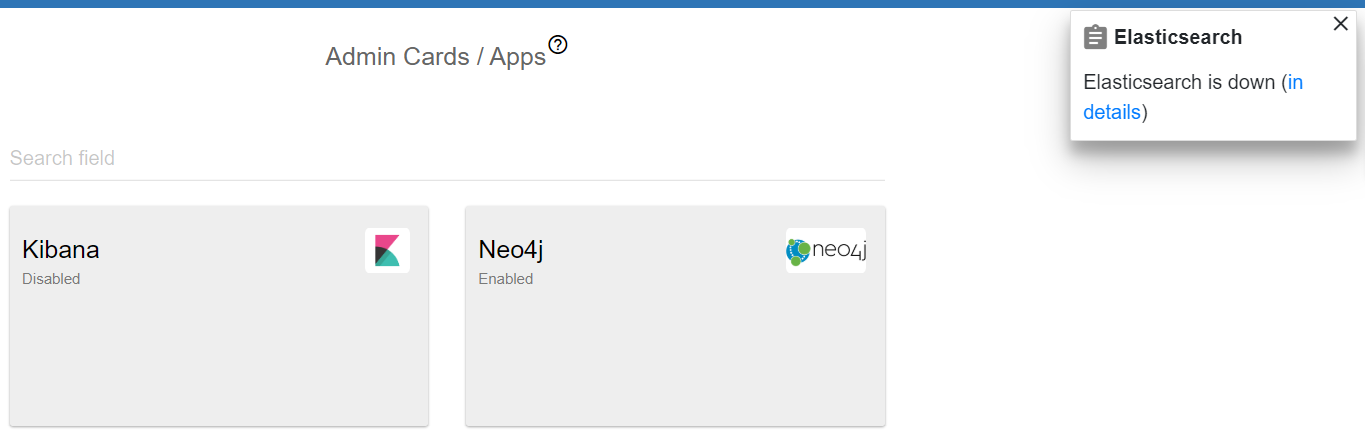 Admin Cards / Apps
Elasticsearch
Elasticsearch is down (in
details)
Search field
Kibana
Disabled
Neo4j
Enabled
neo4j